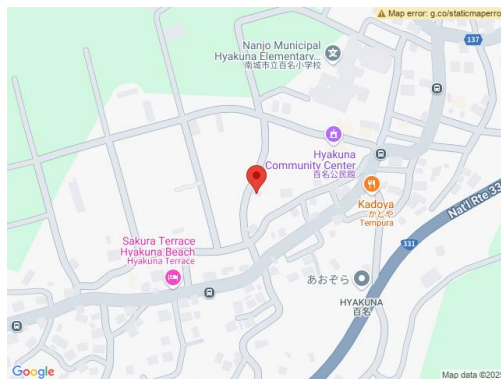 Map error: g.co/staticmaperro
137
Nanjo Municipal
Hyakuna Elementary...
南城市立百名小学校
Hyakuna
Community Center
百名公民館
Kadoya
かどや
Tempura
Nat'l Rte 33
331
Sakura Terrace
Hyakuna Beach
Hyakuna Terrace
あおぞら
HYAKUNA
百名
Google
Map data ©2025